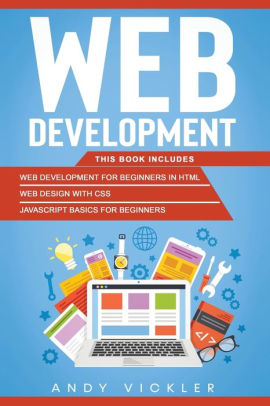 WEB
DEVELOPMENT
THIS BOOK INCLUDES
WEB DEVELOPMENT FOR BEGINNERS IN HTML
WEB DESIGN WITH CSS
JAVASCRIPT BASICS FOR BEGINNERS
ANDY VICKLER